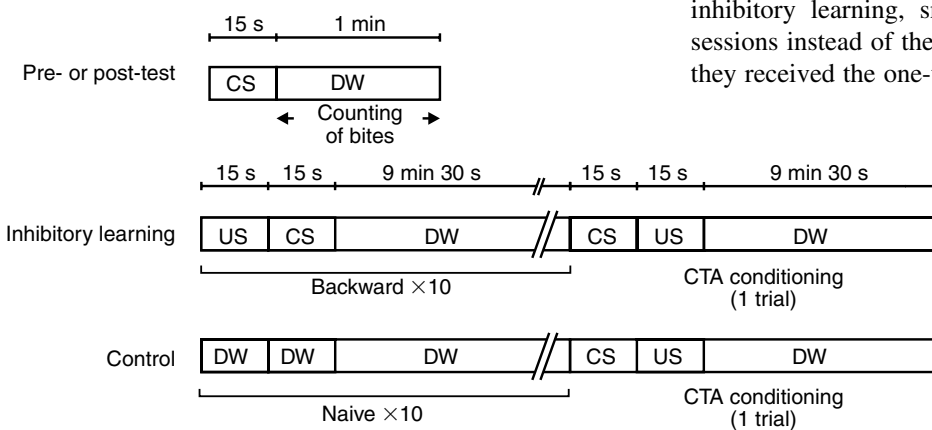 inhibitory learning,
sessions instead of the
they received the
15 s 1 min
Pre- or post-test CS DW
Counting
of bites
15 s 15 s 9 min 30 s 15 s 15 s 9 min 30 s
Inhibitory learning US CS DW CS US DW
Backward ×10
CTA conditioning
(1 trial)
Control DW DW DW CS US DW
Naive ×10
CTA conditioning
(1 trial)